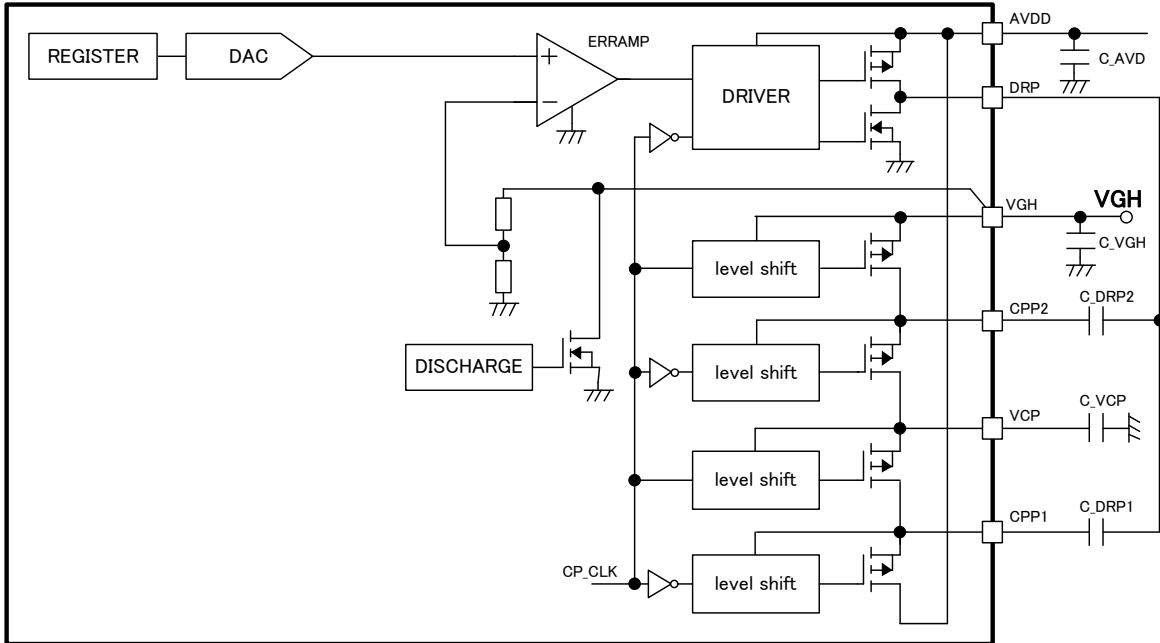 AVDD
REGISTER
DAC
ERRAMP
+
−
DRIVER
C_AVD
DRP
VGH
VGH
C_VGH
level shift
CPP2
C_DRP2
DISCHARGE
level shift
VCP
C_VCP
level shift
CPP1
C_DRP1
CP_CLK
level shift